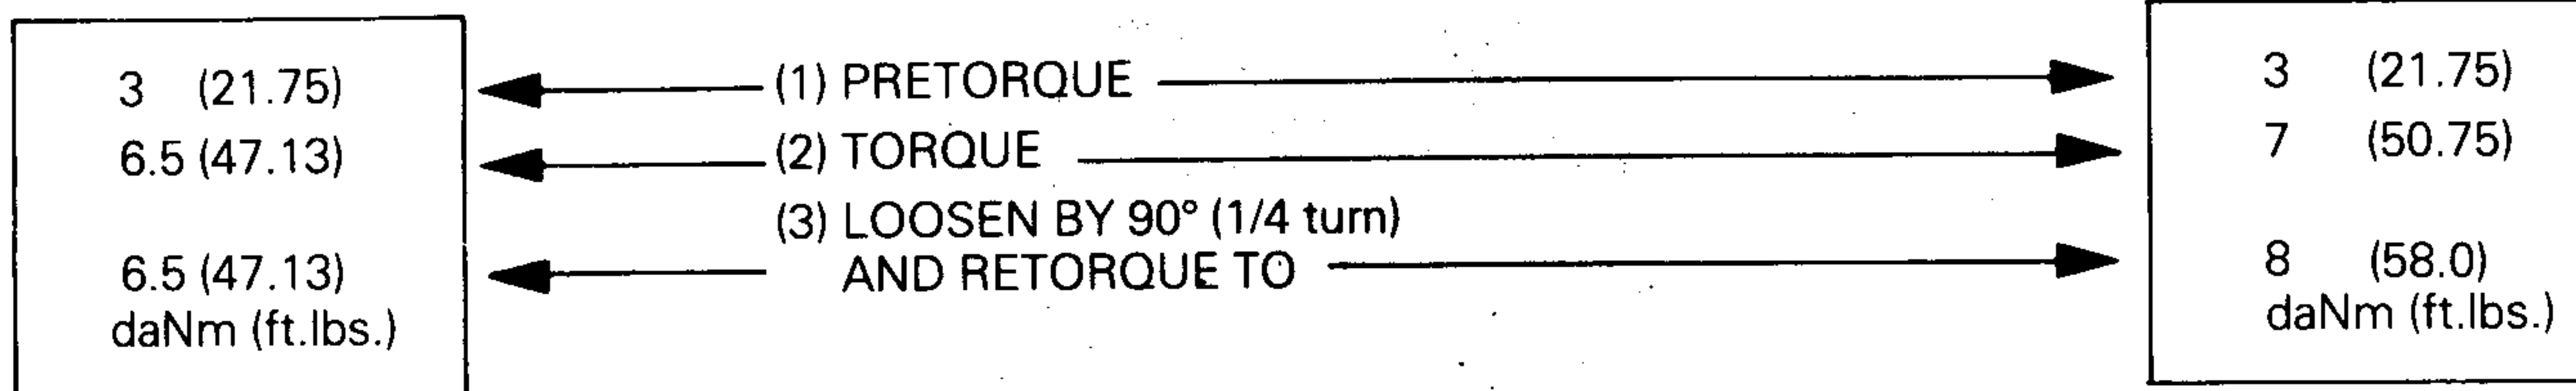 3 (21.75)
6.5 (47.13)
6.5 (47.13)
daNm (ft.lbs.)
(1) PRETORQUE
(2) TORQUE
(3) LOOSEN BY 90° (1/4 turn)
AND RETORQUE TO
3 (21.75)
7 (50.75)
8 (58.0)
daNm (ft.lbs.)